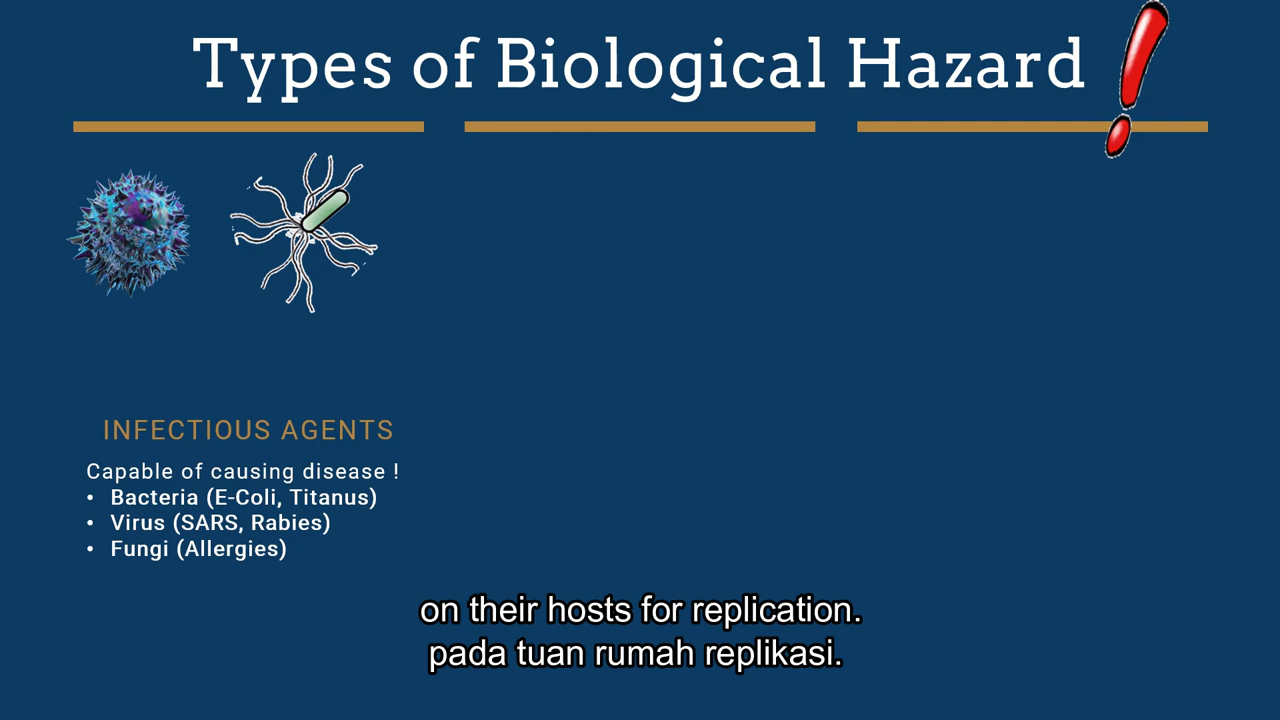 Types of Biological Hazard
INFECTIOUS AGENTS
Capable of causing disease !
• Bacteria (E-Coli, Titanus)
• Virus (SARS, Rabies)
• Fungi (Allergies)
on their hosts for replication.
pada tuan rumah replikasi.